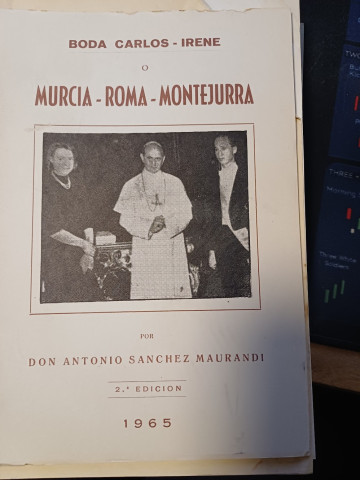 BODA CARLOS - IRENE
O
MURCIA - ROMA - MONTEJURRA
POR
DON ANTONIO SANCHEZ MAURANDI
2.ª EDICION
1965